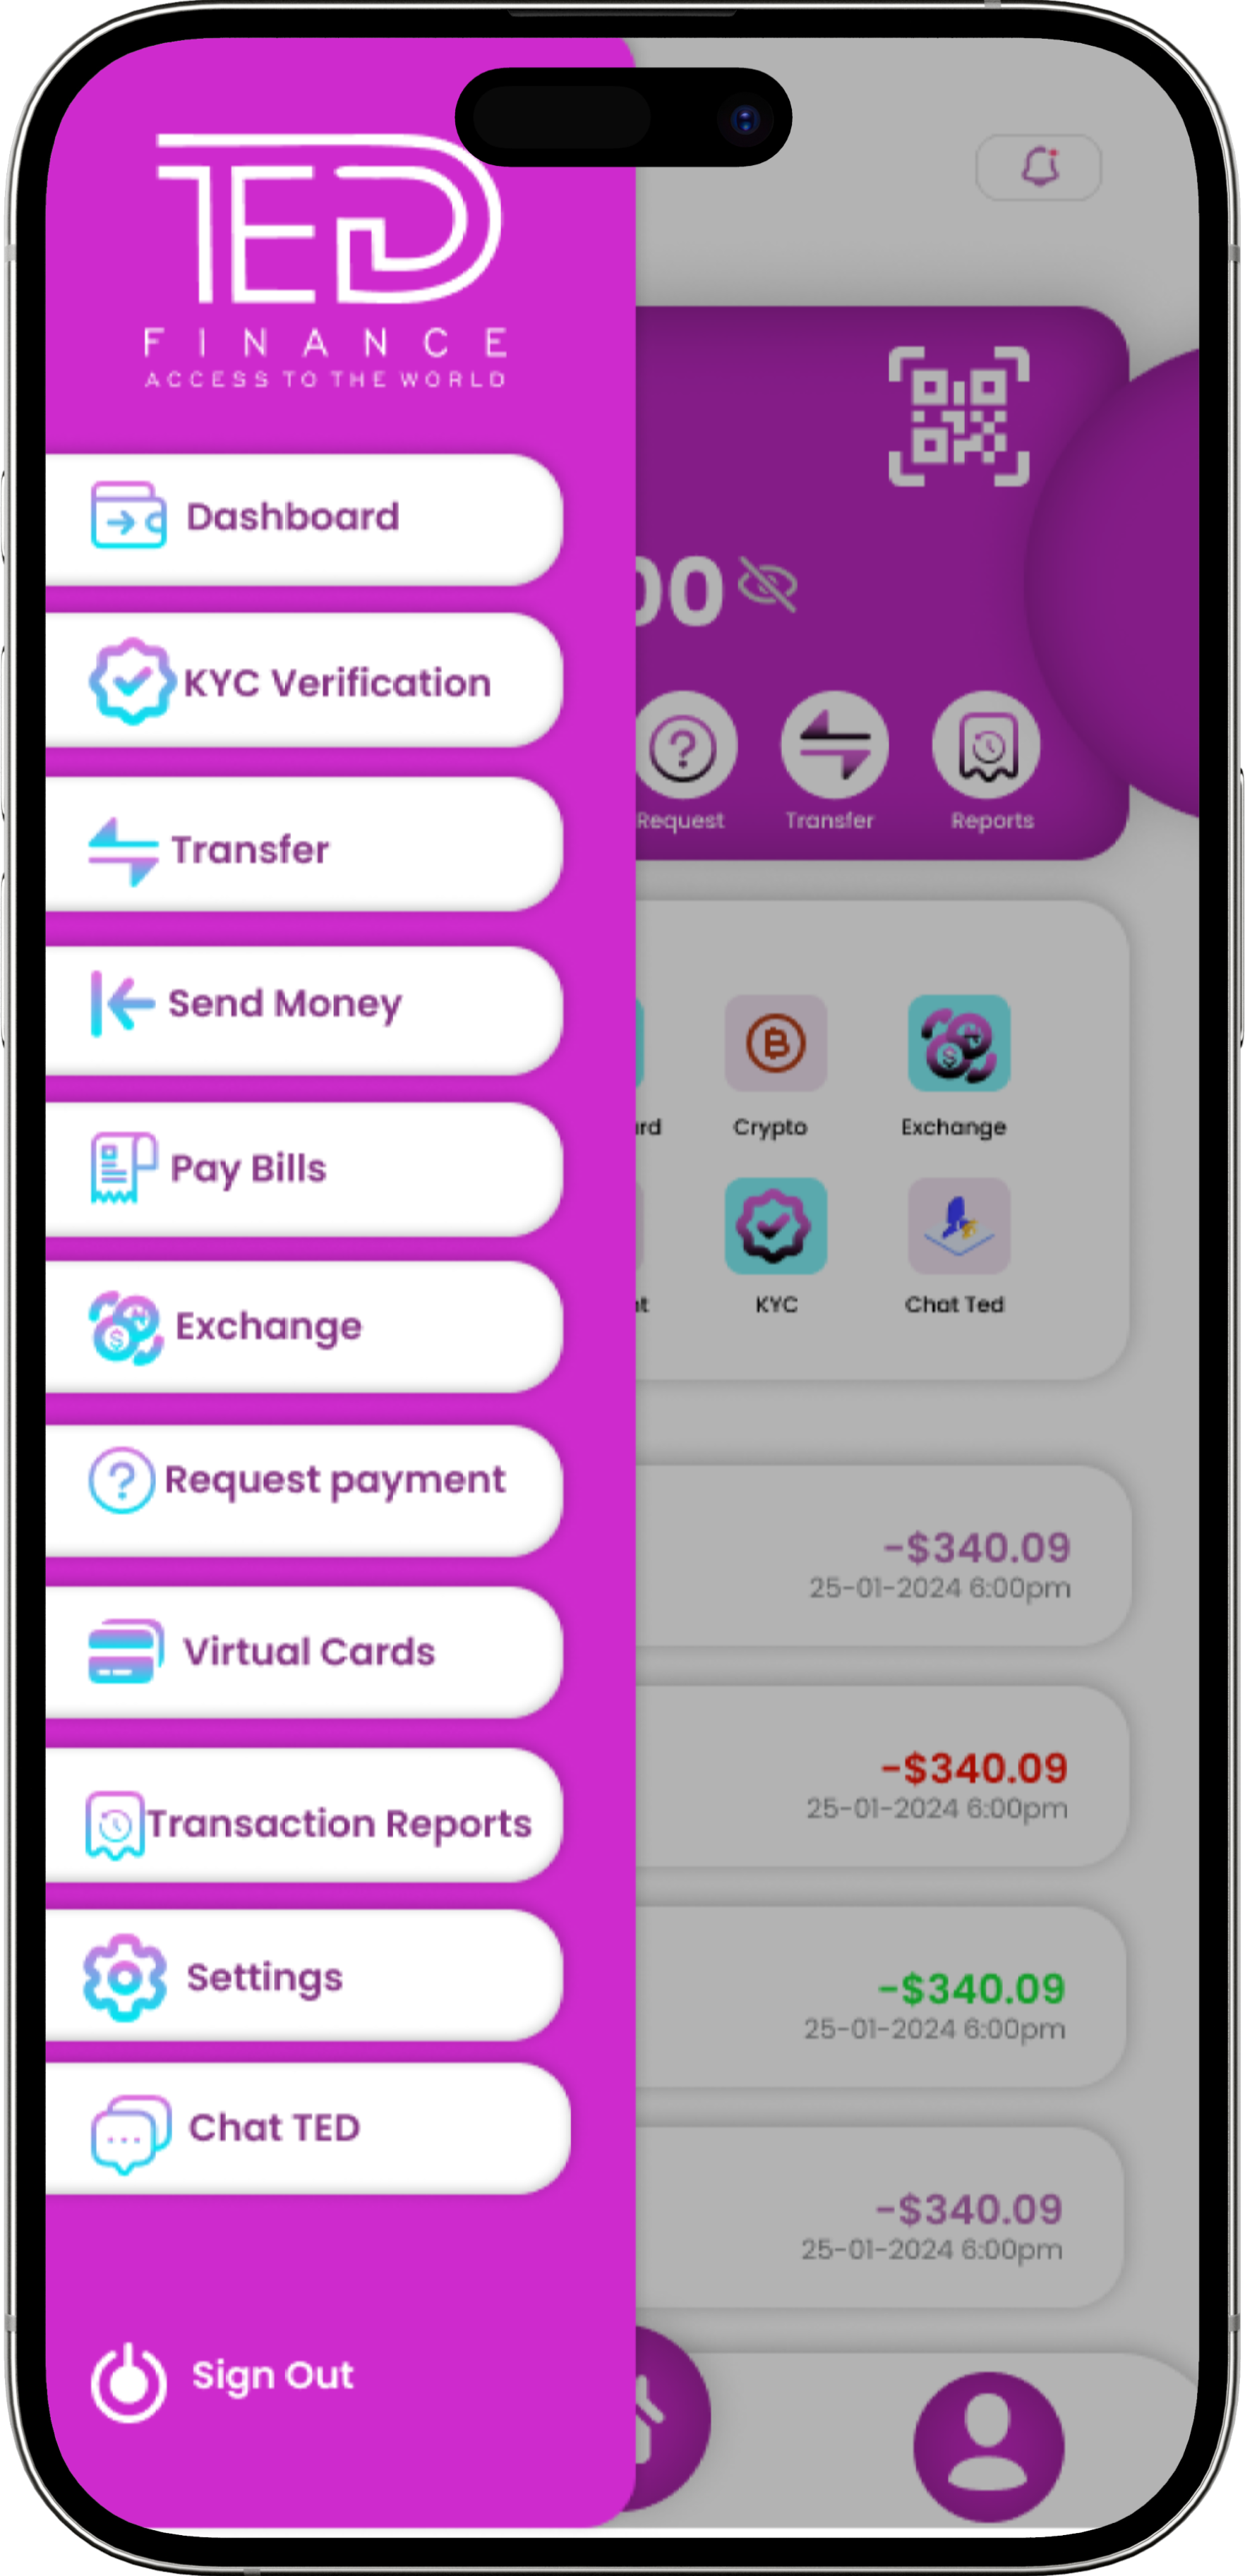 TED
FINANCE
ACCESS TO THE WORLD
Dashboard
KYC Verification
Transfer
Send Money
Pay Bills
Exchange
Request payment
Virtual Cards
Transaction Reports
Settings
Chat TED
Sign Out
00
Request Transfer Reports
Crypto Exchange
KYC Chat Ted
-$340.09
25-01-2024 6:00pm
-$340.09
25-01-2024 6:00pm
-$340.09
25-01-2024 6:00pm
-$340.09
25-01-2024 6:00pm